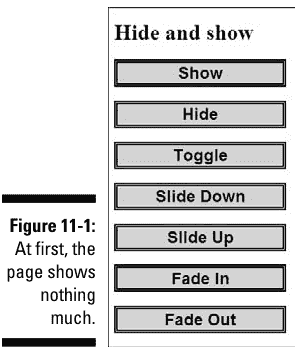 Hide and show
Show
Hide
Toggle
Slide Down
Slide Up
Fade In
Fade Out
Figure 11-1:
At first, the
page shows
nothing
much.